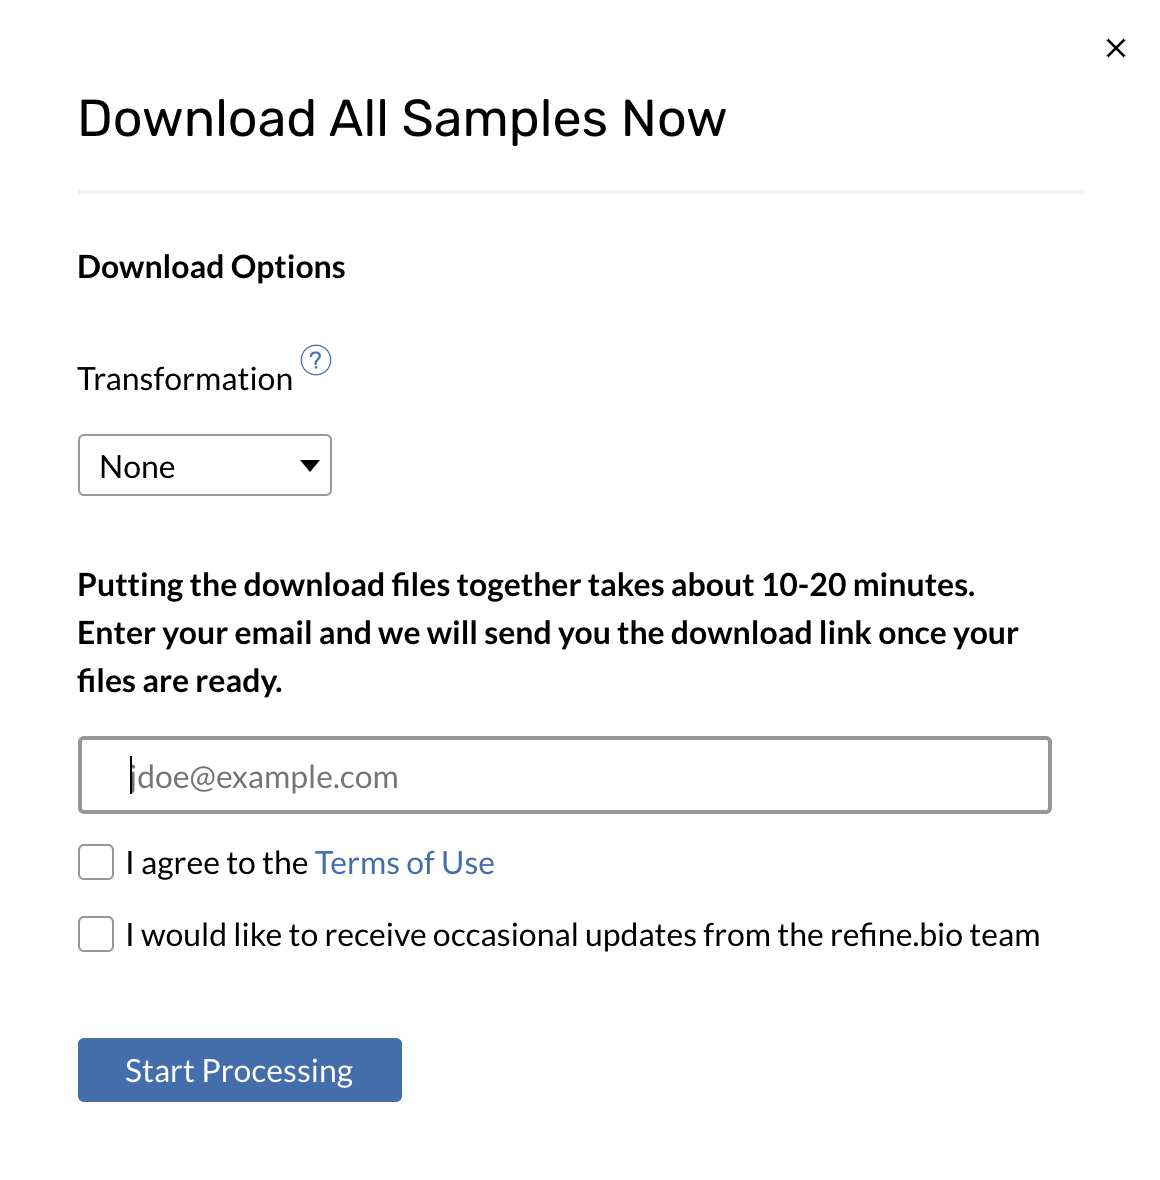 Download All Samples Now
Download Options
Transformation ?
None
Putting the download files together takes about 10-20 minutes.
Enter your email and we will send you the download link once your
files are ready.
jdoe@example.com
I agree to the Terms of Use
I would like to receive occasional updates from the refine.bio team
Start Processing